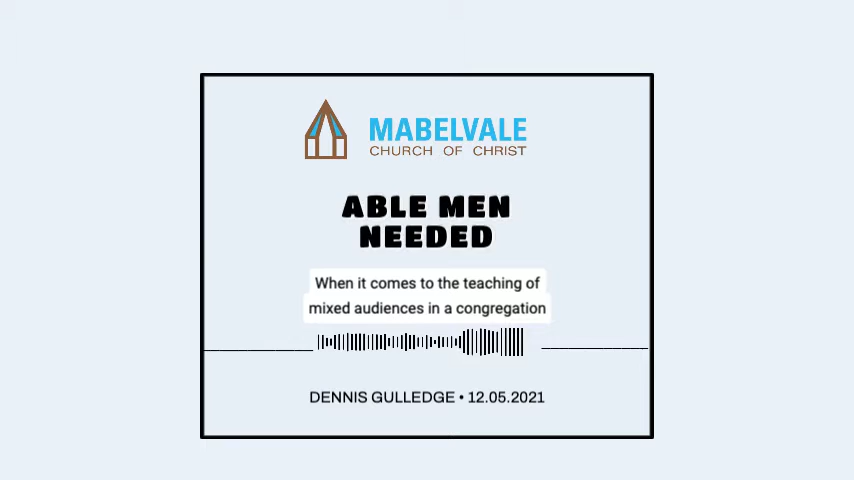 MABELVALE
CHURCH OF CHRIST
ABLE MEN
NEEDED
When it comes to the teaching of
mixed audiences in a congregation
DENNIS GULLEDGE • 12.05.2021